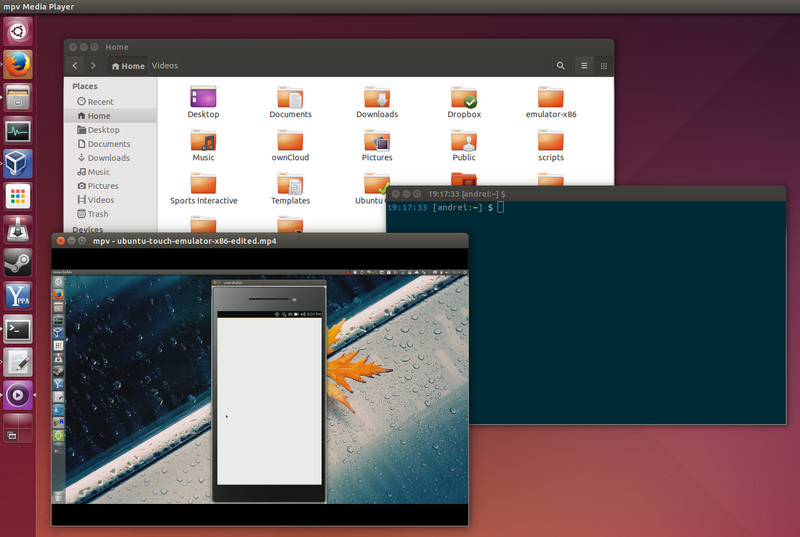 mpv Media Player
Home
Home Videos
Places
Recent
Home
Desktop
Documents
Downloads
Music
Pictures
Videos
Trash
Devices
Desktop Documents Downloads Dropbox emulator-x86
Music ownCloud Pictures Public scripts
Sports Interactive Templates Ubuntu
19:17:33 [andrei:~] $
19:17:33 [andrei:~] $
mpv - ubuntu-touch-emulator-x86-edited.mp4
YPPA